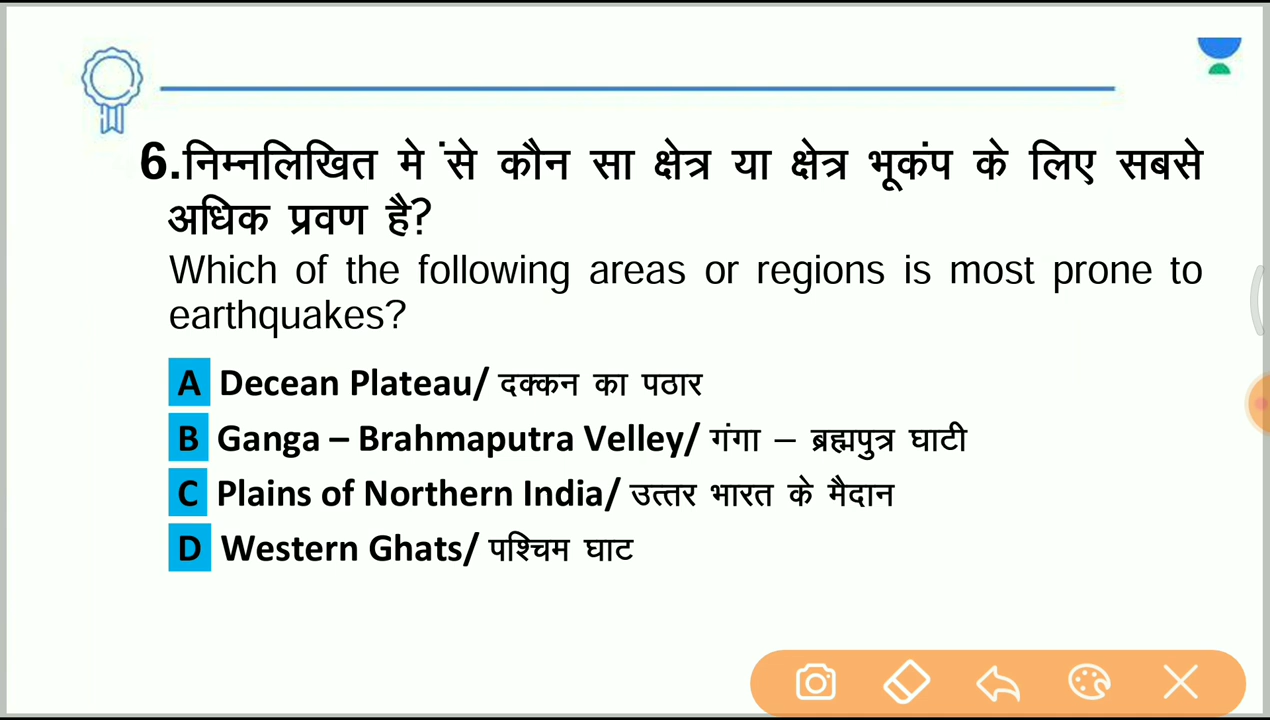 6.निम्नलिखित में से कौन सा क्षेत्र या क्षेत्र भूकंप के लिए सबसे
अधिक प्रवण है?
Which of the following areas or regions is most prone to
earthquakes?
A Decean Plateau/ दक्कन का पठार
B Ganga – Brahmaputra Velley/ गंगा – ब्रह्मपुत्र घाटी
C Plains of Northern India/ उत्तर भारत के मैदान
D Western Ghats/ पश्चिम घाट